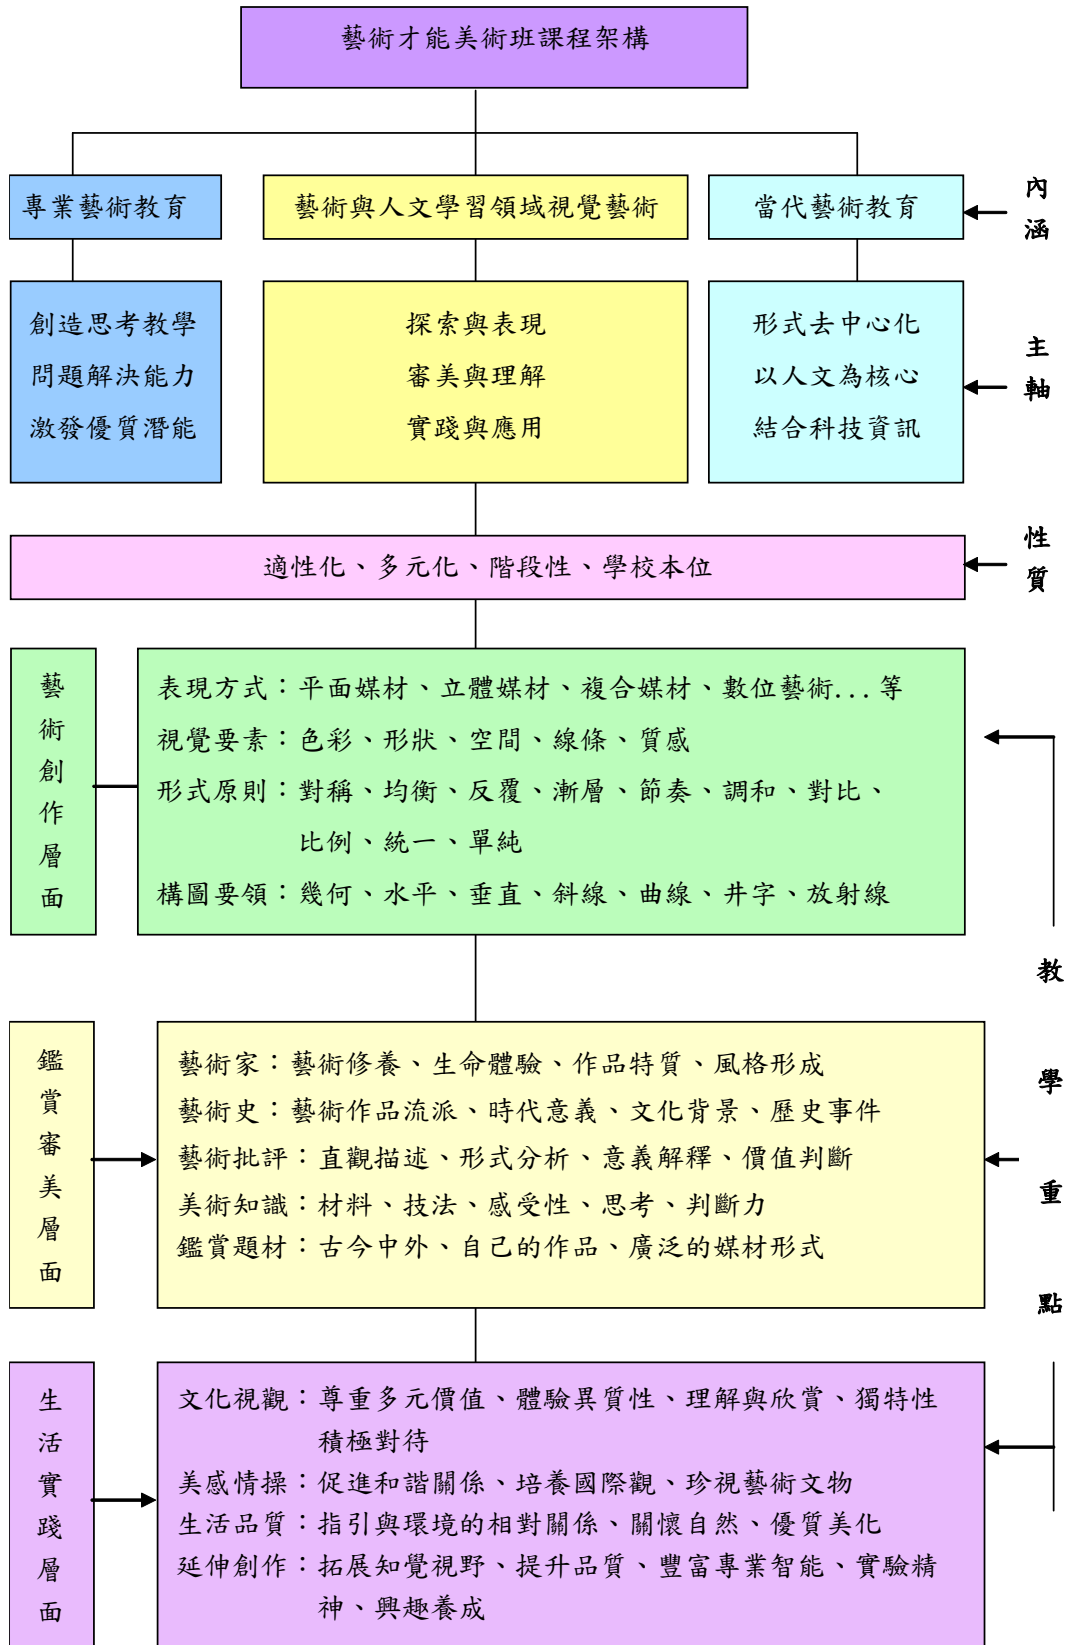 藝術才能美術班課程架構
專業藝術教育
藝術與人文學習領域視覺藝術
當代藝術教育
內涵
創造思考教學
問題解決能力
激發優質潛能
探索與表現
審美與理解
實踐與應用
形式去中心化
以人文為核心
結合科技資訊
主軸
適性化、多元化、階段性、學校本位
性質
藝術創作層面
表現方式：平面媒材、立體媒材、複合媒材、數位藝術...等
視覺要素：色彩、形狀、空間、線條、質感
形式原則：對稱、均衡、反覆、漸層、節奏、調和、對比、
比例、統一、單純
構圖要領：幾何、水平、垂直、斜線、曲線、井字、放射線
教學重點
鑑賞審美層面
藝術家：藝術修養、生命體驗、作品特質、風格形成
藝術史：藝術作品流派、時代意義、文化背景、歷史事件
藝術批評：直觀描述、形式分析、意義解釋、價值判斷
美術知識：材料、技法、感受性、思考、判斷力
鑑賞題材：古今中外、自己的作品、廣泛的媒材形式
生活實踐層面
文化視觀：尊重多元價值、體驗異質性、理解與欣賞、獨特性
積極對待
美感情操：促進和諧關係、培養國際觀、珍視藝術文物
生活品質：指引與環境的相對關係、關懷自然、優質美化
延伸創作：拓展知覺視野、提升品質、豐富專業智能、實驗精
神、興趣養成